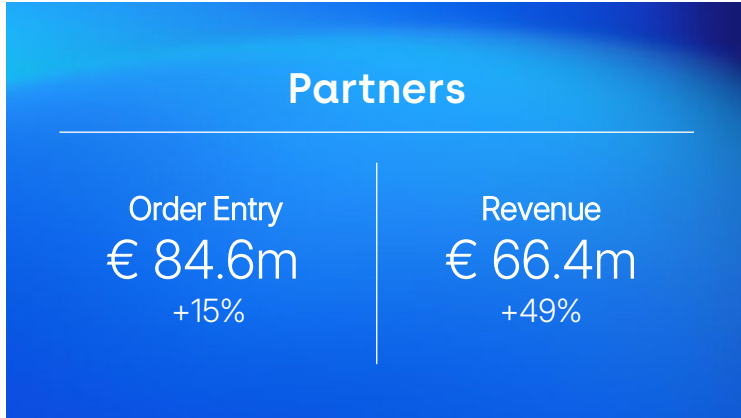 Partners
Order Entry
€ 84.6m
+15%
Revenue
€ 66.4m
+49%